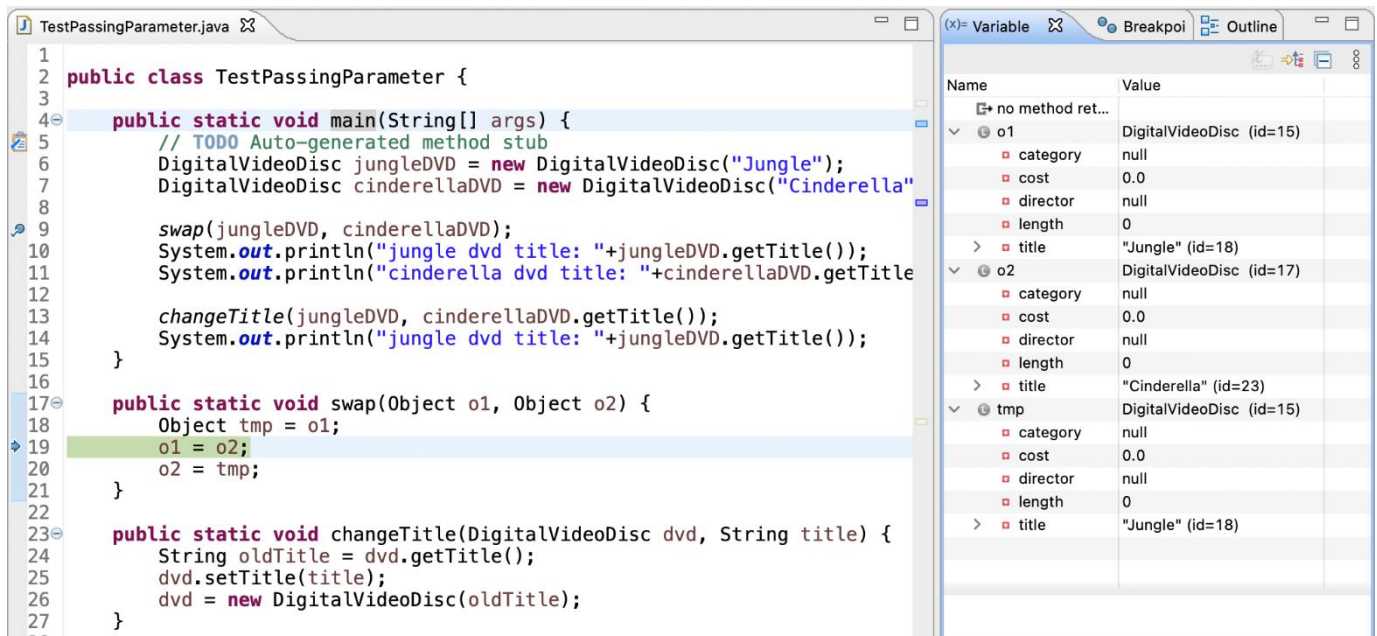 TestPassingParameter.java
1
2 public class TestPassingParameter {
3
4 public static void main(String[] args) {
5 // TODO Auto-generated method stub
6 DigitalVideoDisc jungleDVD = new DigitalVideoDisc("Jungle");
7 DigitalVideoDisc cinderellaDVD = new DigitalVideoDisc("Cinderella"
8
9 swap(jungleDVD, cinderellaDVD);
10 System.out.println("jungle dvd title: "+jungleDVD.getTitle());
11 System.out.println("cinderella dvd title: "+cinderellaDVD.getTitle
12
13 changeTitle(jungleDVD, cinderellaDVD.getTitle());
14 System.out.println("jungle dvd title: "+jungleDVD.getTitle());
15 }
16
17 public static void swap(Object o1, Object o2) {
18 Object tmp = o1;
19 o1 = o2;
20 o2 = tmp;
21 }
22
23 public static void changeTitle(DigitalVideoDisc dvd, String title) {
24 String oldTitle = dvd.getTitle();
25 dvd.setTitle(title);
26 dvd = new DigitalVideoDisc(oldTitle);
27 }
(x)= Variable Breakpoi Outline
Name Value
no method ret...
o1 DigitalVideoDisc (id=15)
category null
cost 0.0
director null
length 0
title "Jungle" (id=18)
o2 DigitalVideoDisc (id=17)
category null
cost 0.0
director null
length 0
title "Cinderella" (id=23)
tmp DigitalVideoDisc (id=15)
category null
cost 0.0
director null
length 0
title "Jungle" (id=18)